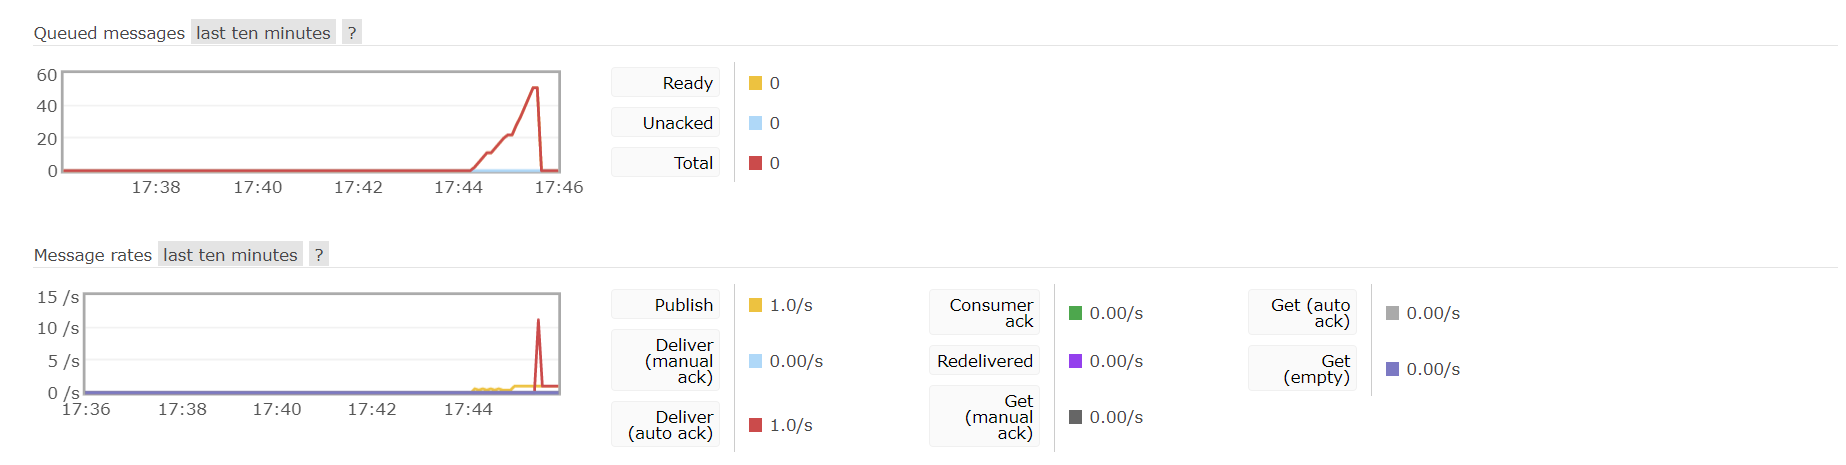 Queued messages last ten minutes ?
60
40
20
0
17:38 17:40 17:42 17:44 17:46
Ready 0
Unacked 0
Total 0
Message rates last ten minutes ?
15 /s
10 /s
5 /s
0 /s
17:36 17:38 17:40 17:42 17:44
Publish 1.0/s
Deliver
(manual
ack) 0.00/s
Deliver
(auto ack) 1.0/s
Consumer
ack 0.00/s
Redelivered 0.00/s
Get
(manual
ack) 0.00/s
Get (auto
ack) 0.00/s
Get
(empty) 0.00/s